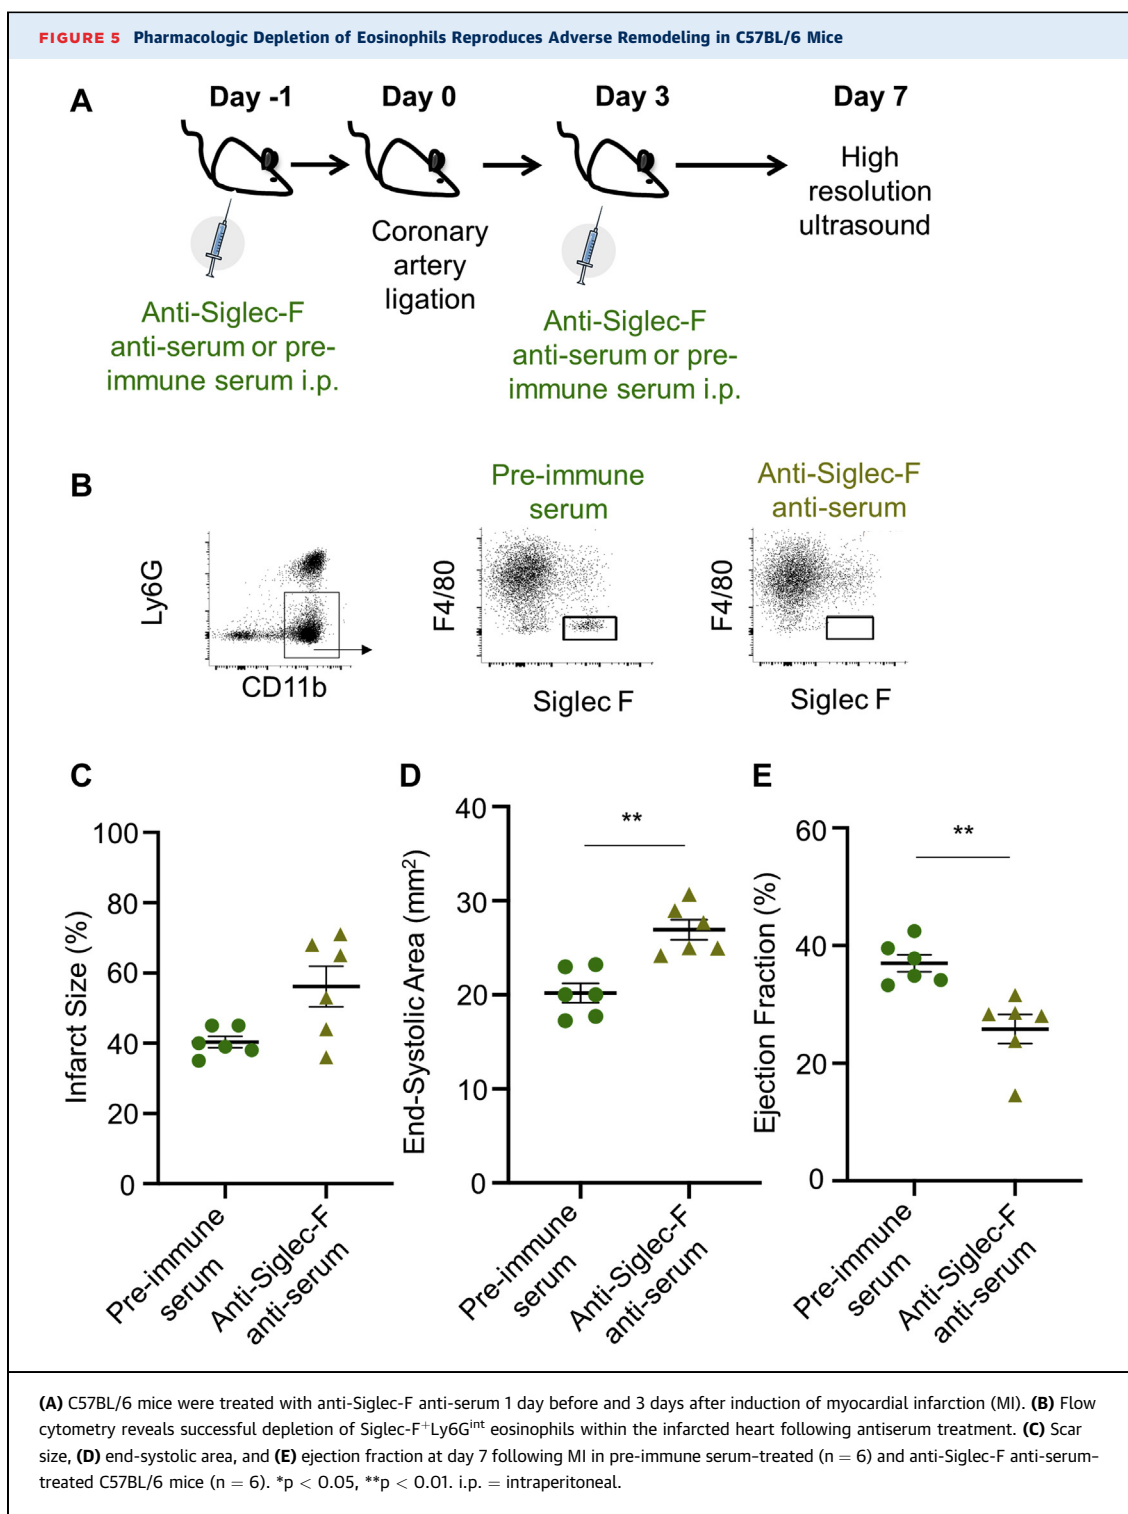 FIGURE 5 Pharmacologic Depletion of Eosinophils Reproduces Adverse Remodeling in C57BL/6 Mice
A
Day -1
Day 0
Day 3
Day 7
High
resolution
ultrasound
Coronary
artery
ligation
Anti-Siglec-F
anti-serum or pre-
immune serum i.p.
Anti-Siglec-F
anti-serum or pre-
immune serum i.p.
B
Pre-immune
serum
Anti-Siglec-F
anti-serum
Ly6G
CD11b
F4/80
Siglec F
F4/80
Siglec F
C
Infarct Size (%)
100
80
60
40
20
0
Pre-immune
serum
Anti-Siglec-F
anti-serum
D
End-Systolic Area (mm²)
40
30
20
10
0
**
Pre-immune
serum
Anti-Siglec-F
anti-serum
E
Ejection Fraction (%)
60
40
20
0
**
Pre-immune
serum
Anti-Siglec-F
anti-serum
(A) C57BL/6 mice were treated with anti-Siglec-F anti-serum 1 day before and 3 days after induction of myocardial infarction (MI). (B) Flow
cytometry reveals successful depletion of Siglec-F⁺Ly6Gⁱⁿᵗ eosinophils within the infarcted heart following antiserum treatment. (C) Scar
size, (D) end-systolic area, and (E) ejection fraction at day 7 following MI in pre-immune serum-treated (n = 6) and anti-Siglec-F anti-serum-
treated C57BL/6 mice (n = 6). *p < 0.05, **p < 0.01. i.p. = intraperitoneal.